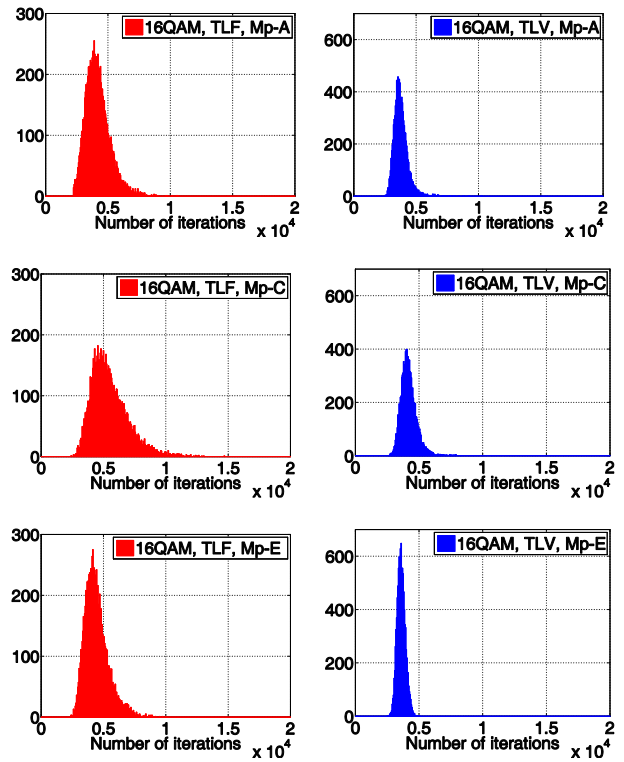 300
200
100
0
16QAM, TLF, Mp-A
0 0.5 1 1.5 2
Number of iterations
x 10^4
600
400
200
0
16QAM, TLV, Mp-A
0 0.5 1 1.5 2
Number of iterations
x 10^4
300
200
100
0
16QAM, TLF, Mp-C
0 0.5 1 1.5 2
Number of iterations
x 10^4
600
400
200
0
16QAM, TLV, Mp-C
0 0.5 1 1.5 2
Number of iterations
x 10^4
300
200
100
0
16QAM, TLF, Mp-E
0 0.5 1 1.5 2
Number of iterations
x 10^4
600
400
200
0
16QAM, TLV, Mp-E
0 0.5 1 1.5 2
Number of iterations
x 10^4